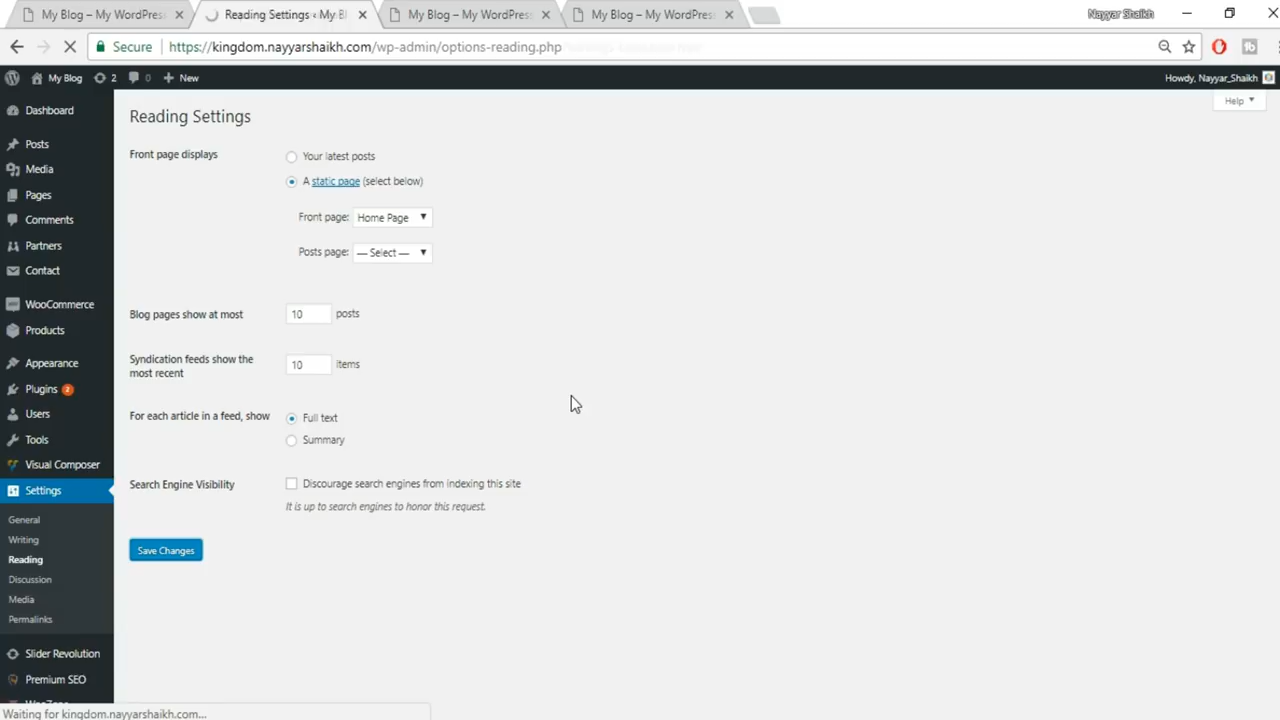 My Blog – My WordPress
Reading Settings ‹ My Bl
My Blog – My WordPress
My Blog – My WordPress
Nayyar Shaikh
Secure
https://kingdom.nayyarshaikh.com/wp-admin/options-reading.php
My Blog
2
0
New
Howdy, Nayyar_Shaikh
Help
Dashboard
Posts
Media
Pages
Comments
Partners
Contact
WooCommerce
Products
Appearance
Plugins 2
Users
Tools
Visual Composer
Settings
General
Writing
Reading
Discussion
Media
Permalinks
Slider Revolution
Premium SEO
Reading Settings
Front page displays
Your latest posts
A static page (select below)
Front page: Home Page
Posts page: — Select —
Blog pages show at most
10 posts
Syndication feeds show the
most recent
10 items
For each article in a feed, show
Full text
Summary
Search Engine Visibility
Discourage search engines from indexing this site
It is up to search engines to honor this request.
Save Changes
Waiting for kingdom.nayyarshaikh.com...